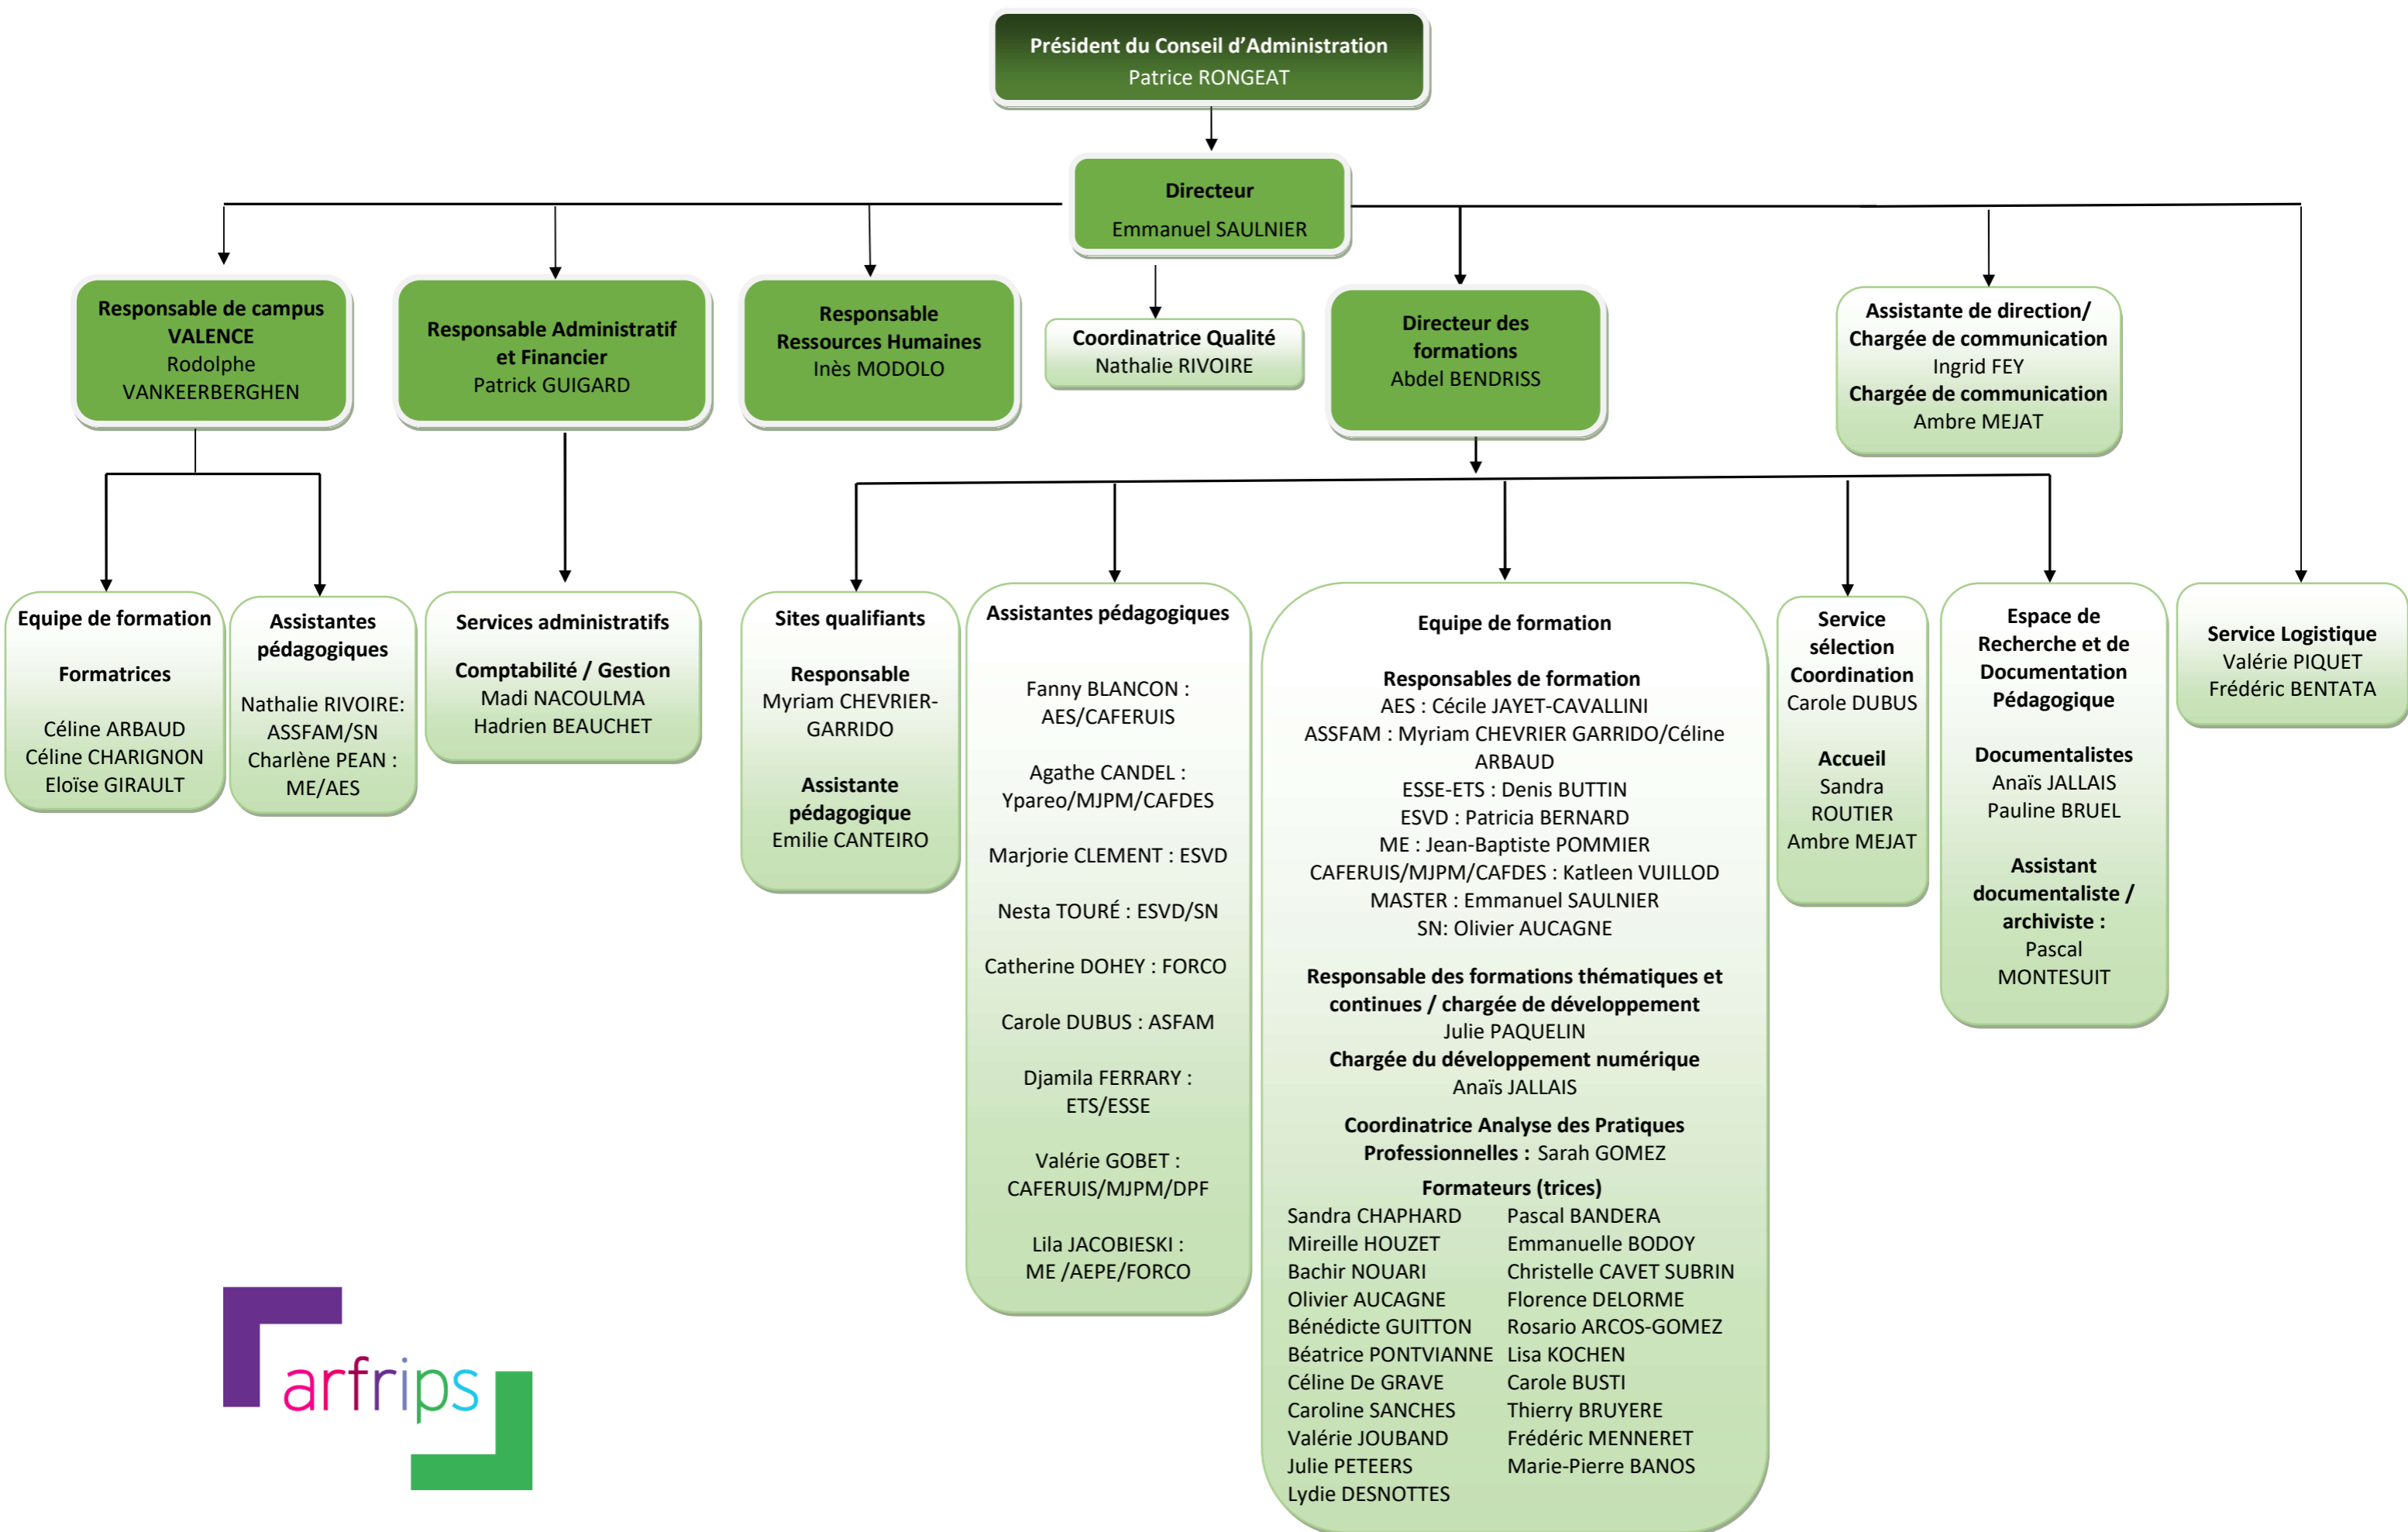 Président du Conseil d’Administration
Patrice RONGEAT
Directeur
Emmanuel SAULNIER
Responsable de campus
VALENCE
Rodolphe
VANKEERBERGHEN
Responsable Administratif
et Financier
Patrick GUIGARD
Responsable
Ressources Humaines
Inès MODOLO
Coordinatrice Qualité
Nathalie RIVOIRE
Directeur des
formations
Abdel BENDRISS
Assistante de direction/
Chargée de communication
Ingrid FEY
Chargée de communication
Ambre MEJAT
Equipe de formation
Formatrices
Céline ARBAUD
Céline CHARIGNON
Eloïse GIRAULT
Assistantes
pédagogiques
Nathalie RIVOIRE:
ASSFAM/SN
Charlène PEAN :
ME/AES
Services administratifs
Comptabilité / Gestion
Madi NACOULMA
Hadrien BEAUCHET
Sites qualifiants
Responsable
Myriam CHEVRIER-
GARRIDO
Assistante
pédagogique
Emilie CANTEIRO
Assistantes pédagogiques
Fanny BLANCON :
AES/CAFERUIS
Agathe CANDEL :
Ypareo/MJPM/CAFDES
Marjorie CLEMENT : ESVD
Nesta TOURÉ : ESVD/SN
Catherine DOHEY : FORCO
Carole DUBUS : ASFAM
Djamila FERRARY :
ETS/ESSE
Valérie GOBET :
CAFERUIS/MJPM/DPF
Lila JACOBIESKI :
ME /AEPE/FORCO
Equipe de formation
Responsables de formation
AES : Cécile JAYET-CAVALLINI
ASSFAM : Myriam CHEVRIER GARRIDO/Céline
ARBAUD
ESSE-ETS : Denis BUTTIN
ESVD : Patricia BERNARD
ME : Jean-Baptiste POMMIER
CAFERUIS/MJPM/CAFDES : Katleen VUILLOD
MASTER : Emmanuel SAULNIER
SN: Olivier AUCAGNE
Responsable des formations thématiques et
continues / chargée de développement
Julie PAQUELIN
Chargée du développement numérique
Anaïs JALLAIS
Coordinatrice Analyse des Pratiques
Professionnelles : Sarah GOMEZ
Formateurs (trices)
Sandra CHAPHARD
Mireille HOUZET
Bachir NOUARI
Olivier AUCAGNE
Bénédicte GUITTON
Béatrice PONTVIANNE
Céline De GRAVE
Caroline SANCHES
Valérie JOUBAND
Julie PETEERS
Lydie DESNOTTES
Pascal BANDERA
Emmanuelle BODOY
Christelle CAVET SUBRIN
Florence DELORME
Rosario ARCOS-GOMEZ
Lisa KOCHEN
Carole BUSTI
Thierry BRUYERE
Frédéric MENNERET
Marie-Pierre BANOS
Service
sélection
Coordination
Carole DUBUS
Accueil
Sandra
ROUTIER
Ambre MEJAT
Espace de
Recherche et de
Documentation
Pédagogique
Documentalistes
Anaïs JALLAIS
Pauline BRUEL
Assistant
documentaliste /
archiviste :
Pascal
MONTESUIT
Service Logistique
Valérie PIQUET
Frédéric BENTATA
arfrips